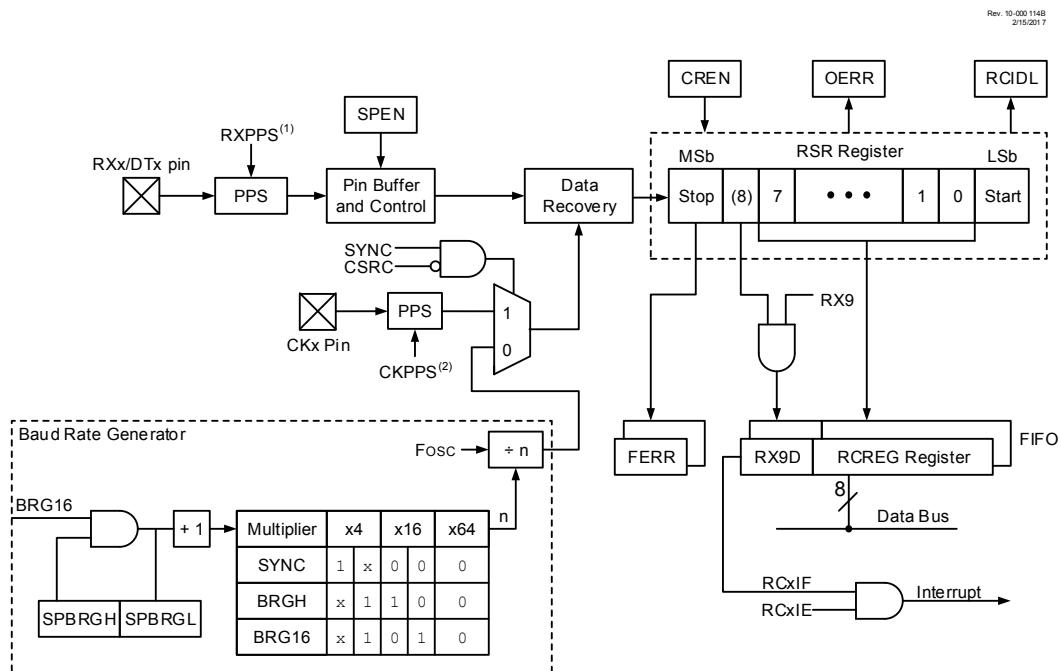 Rev. 10-000 114B
2/15/2017
CREN
OERR
RCIDL
SPEN
RXPPS(1)
RXx/DTx pin
PPS
Pin Buffer
and Control
Data
Recovery
MSb
RSR Register
LSb
Stop (8) 7 • • • 1 0 Start
SYNC
CSRC
RX9
PPS
1
0
CKx Pin
CKPPS(2)
Baud Rate Generator
FOSC
÷ n
FERR
RX9D
RCREG Register
FIFO
BRG16
n
8
Data Bus
+ 1
Multiplier x4 x16 x64
SYNC 1 x 0 0 0
BRGH x 1 1 0 0
BRG16 x 1 0 1 0
SPBRGH SPBRGL
RCxIF
RCxIE
Interrupt